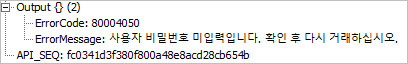 Output {} (2)
ErrorCode: 80004050
ErrorMessage: 사용자 비밀번호 미입력입니다. 확인 후 다시 거래하십시오.
API_SEQ: fc0341d3f380f800a48e8acd28cb654b